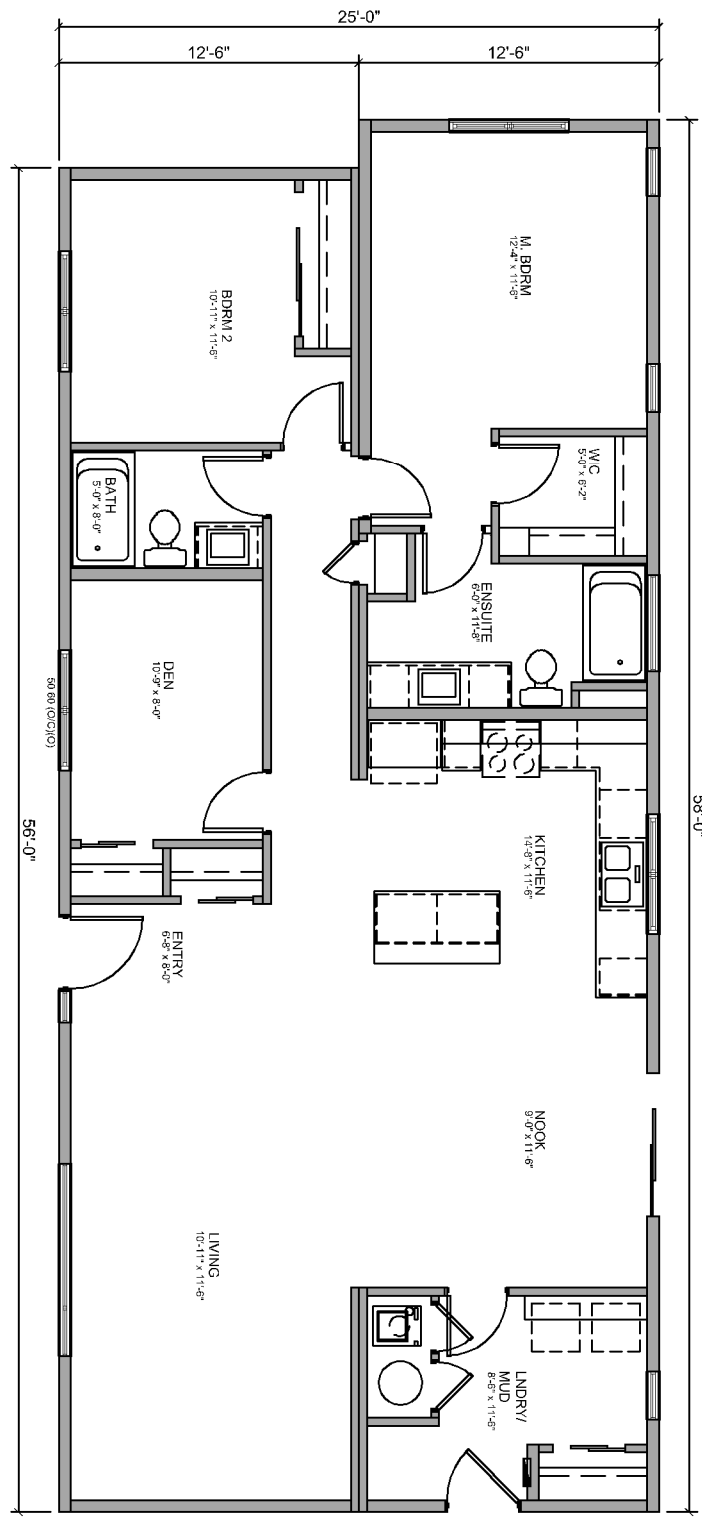 25'-0"
12'-6"
12'-6"
M. BDRM
12'-4" x 11'-6"
BDRM 2
10'-11" x 11'-6"
W/C
5'-0" x 6'-2"
BATH
5'-0" x 8'-0"
ENSUITE
6'-0" x 11'-8"
DEN
10'-9" x 8'-0"
50 60 (O/C)(O)
58'-0"
56'-0"
KITCHEN
14'-8" x 11'-6"
ENTRY
6'-8" x 8'-0"
NOOK
9'-0" x 11'-6"
LIVING
10'-11" x 11'-6"
LNDRY/
MUD
8'-6" x 11'-6"